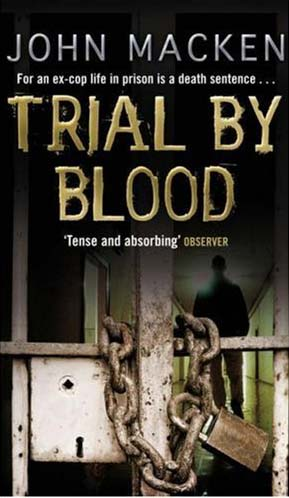 JOHN MACKEN
For an ex-cop life in prison is a death sentence . . .
TRIAL BY
BLOOD
‘Tense and absorbing’ OBSERVER